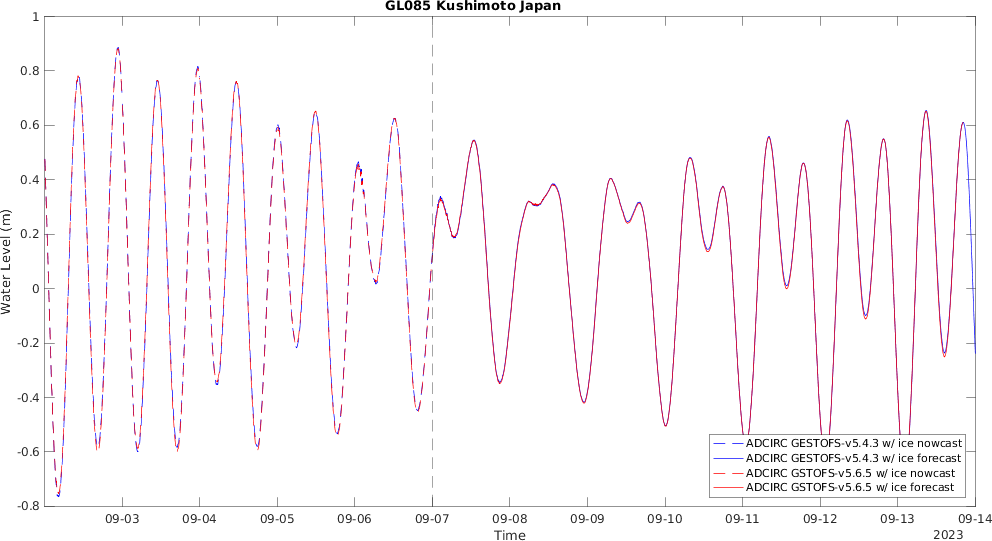 GL085 Kushimoto Japan
1
0.8
0.6
0.4
0.2
0
-0.2
-0.4
-0.6
-0.8
Water Level (m)
ADCIRC GESTOFS-v5.4.3 w/ ice nowcast
ADCIRC GESTOFS-v5.4.3 w/ ice forecast
ADCIRC GSTOFS-v5.6.5 w/ ice nowcast
ADCIRC GSTOFS-v5.6.5 w/ ice forecast
09-03 09-04 09-05 09-06 09-07 09-08 09-09 09-10 09-11 09-12 09-13 09-14
Time
2023